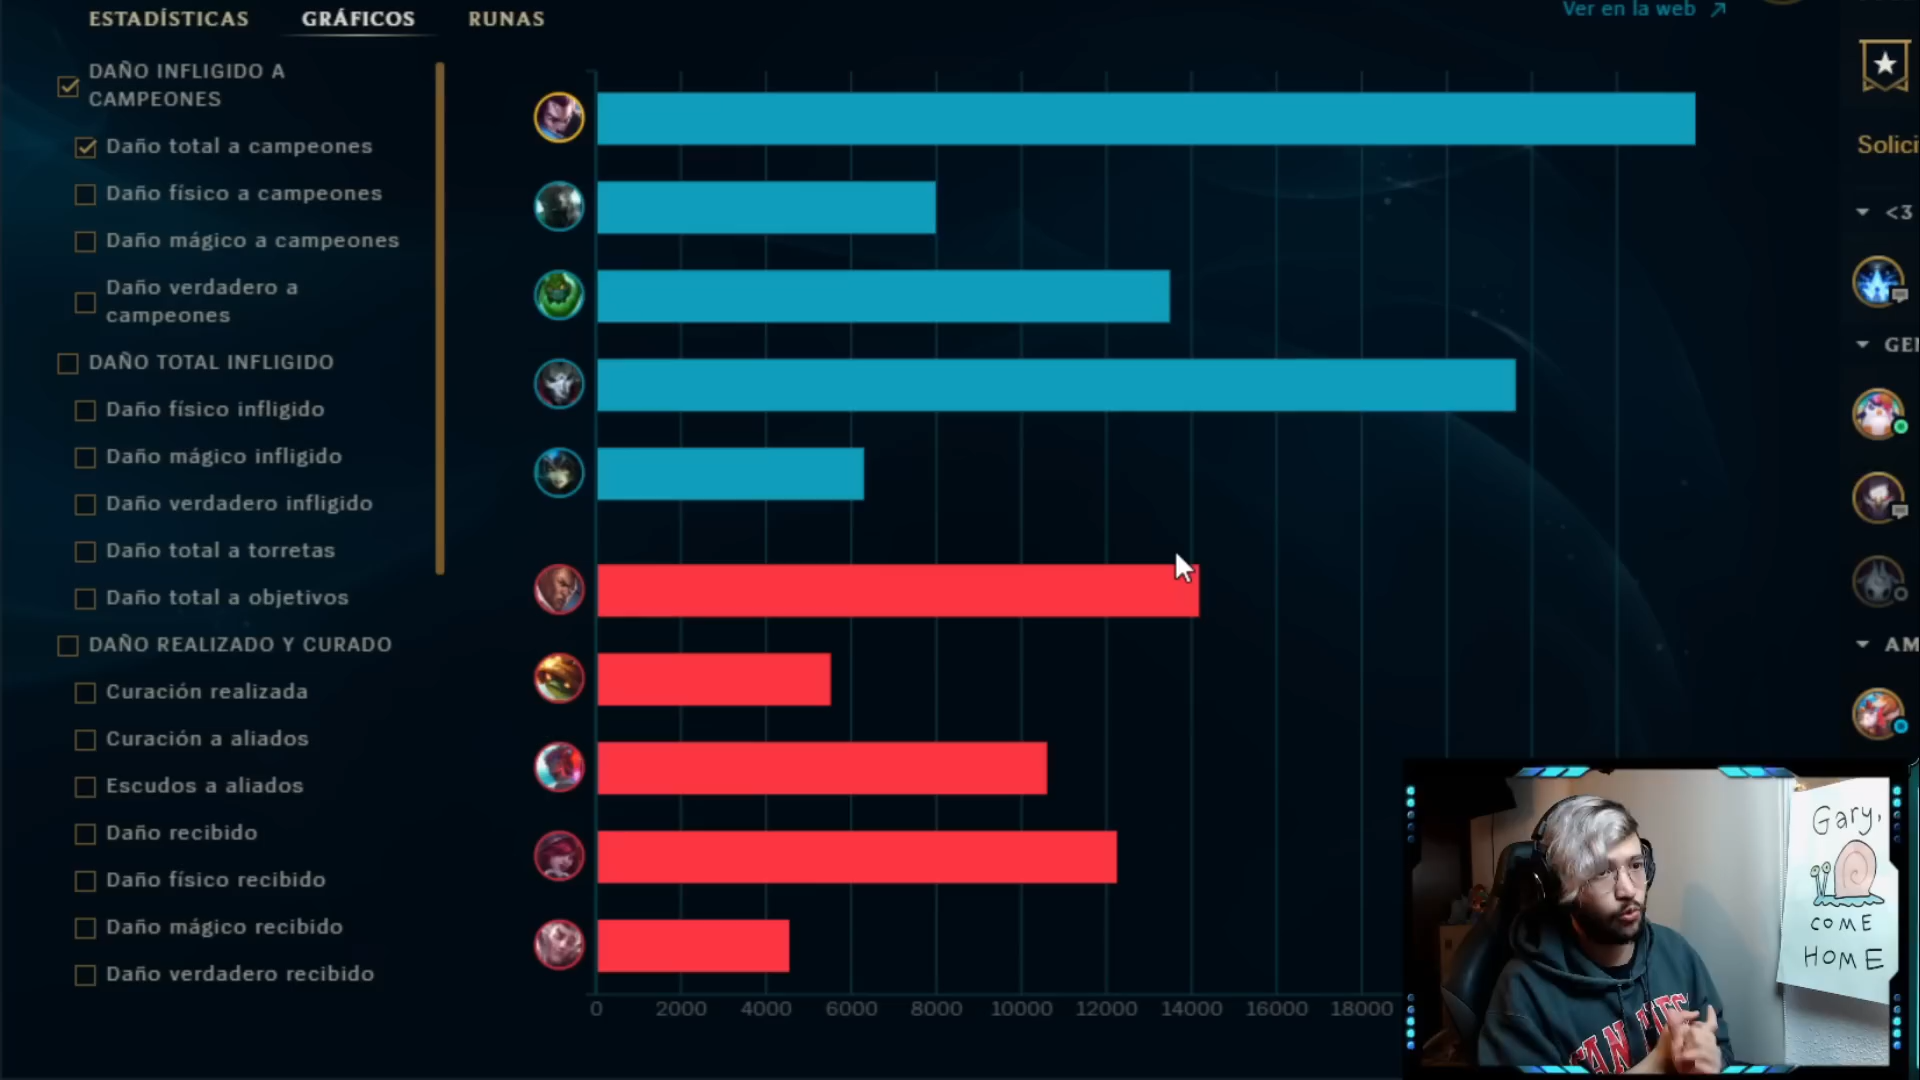 ESTADÍSTICAS
GRÁFICOS
RUNAS
Ver en la web
DAÑO INFLIGIDO A
CAMPEONES
Daño total a campeones
Daño físico a campeones
Daño mágico a campeones
Daño verdadero a
campeones
DAÑO TOTAL INFLIGIDO
Daño físico infligido
Daño mágico infligido
Daño verdadero infligido
Daño total a torretas
Daño total a objetivos
DAÑO REALIZADO Y CURADO
Curación realizada
Curación a aliados
Escudos a aliados
Daño recibido
Daño físico recibido
Daño mágico recibido
Daño verdadero recibido
0 2000 4000 6000 8000 10000 12000 14000 16000 18000
Solici
<3
GEN
AM
Gary,
COME
HOME